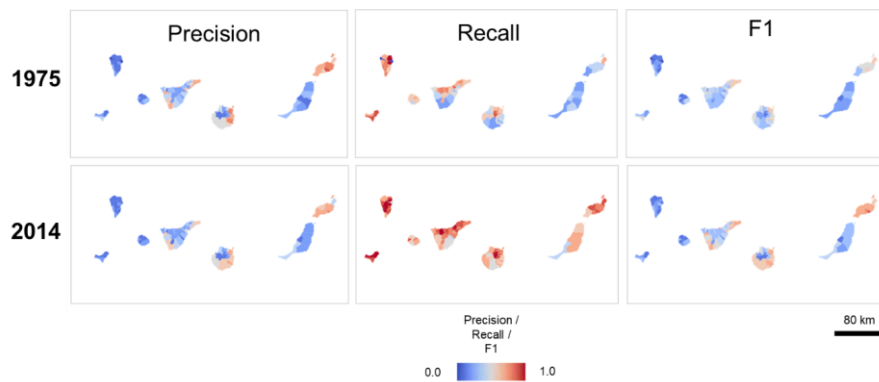 Precision Recall F1
1975
2014
Precision /
Recall /
F1
0.0 1.0
80 km